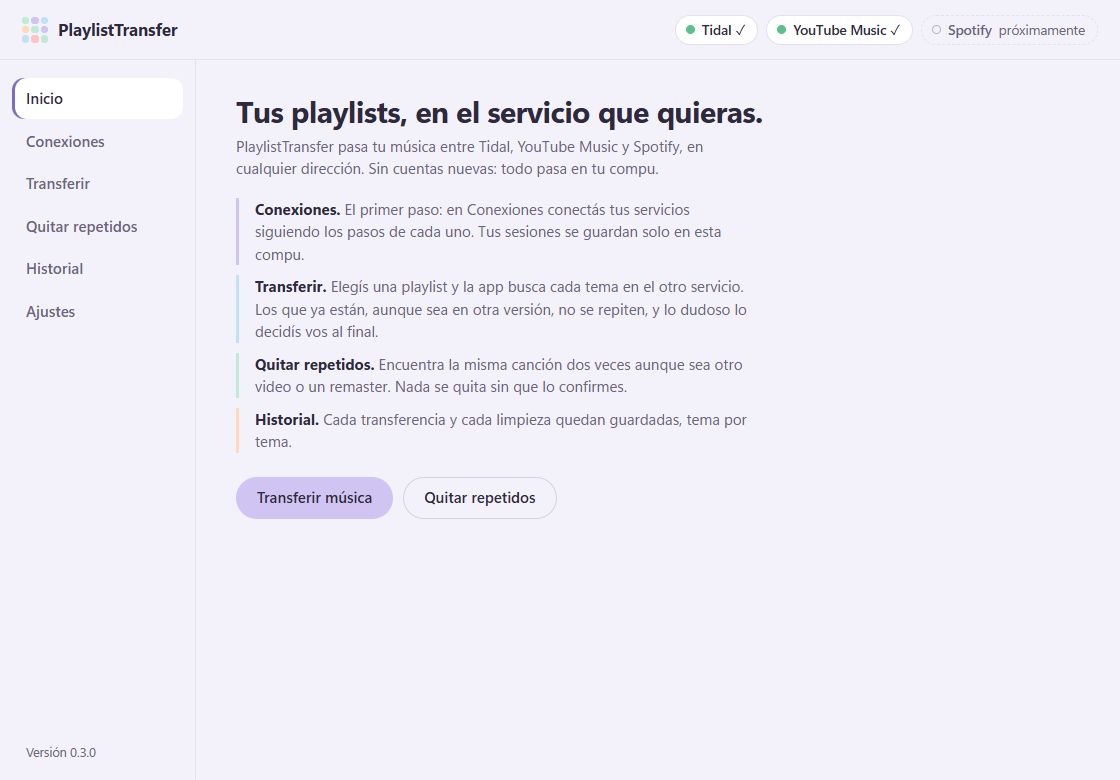 PlaylistTransfer
Tidal ✓
YouTube Music ✓
Spotify próximamente
Inicio
Conexiones
Transferir
Quitar repetidos
Historial
Ajustes
Versión 0.3.0
Tus playlists, en el servicio que quieras.
PlaylistTransfer pasa tu música entre Tidal, YouTube Music y Spotify, en
cualquier dirección. Sin cuentas nuevas: todo pasa en tu compu.
Conexiones. El primer paso: en Conexiones conectás tus servicios
siguiendo los pasos de cada uno. Tus sesiones se guardan solo en esta
compu.
Transferir. Elegís una playlist y la app busca cada tema en el otro servicio.
Los que ya están, aunque sea en otra versión, no se repiten, y lo dudoso lo
decidís vos al final.
Quitar repetidos. Encuentra la misma canción dos veces aunque sea otro
video o un remaster. Nada se quita sin que lo confirmes.
Historial. Cada transferencia y cada limpieza quedan guardadas, tema por
tema.
Transferir música
Quitar repetidos